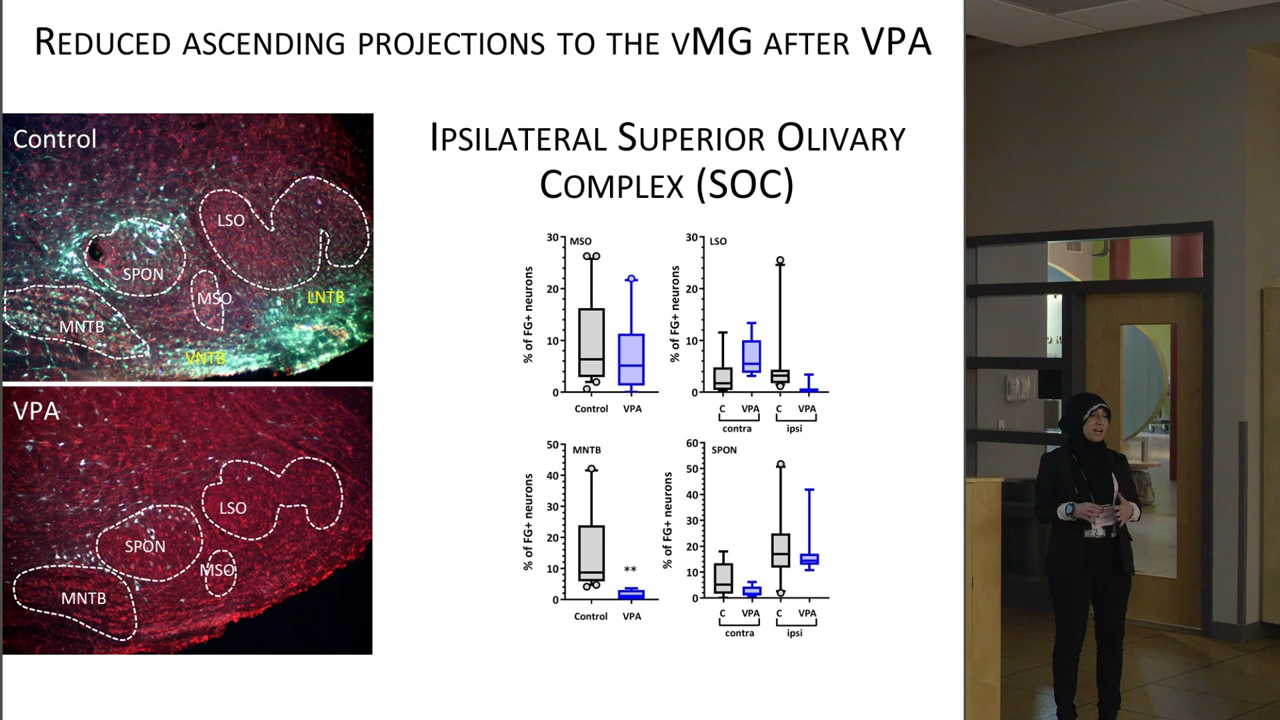 REDUCED ASCENDING PROJECTIONS TO THE VMG AFTER VPA
Control
LSO
SPON
MSO
LNTB
MNTB
VNTB
VPA
LSO
SPON
MSO
MNTB
IPSILATERAL SUPERIOR OLIVARY
COMPLEX (SOC)
MSO
% of FG+ neurons
30
20
10
0
Control VPA
LSO
% of FG+ neurons
30
20
10
0
C VPA C VPA
contra ipsi
MNTB
% of FG+ neurons
50
40
30
20
10
0
**
Control VPA
SPON
% of FG+ neurons
60
50
40
30
20
10
0
C VPA C VPA
contra ipsi